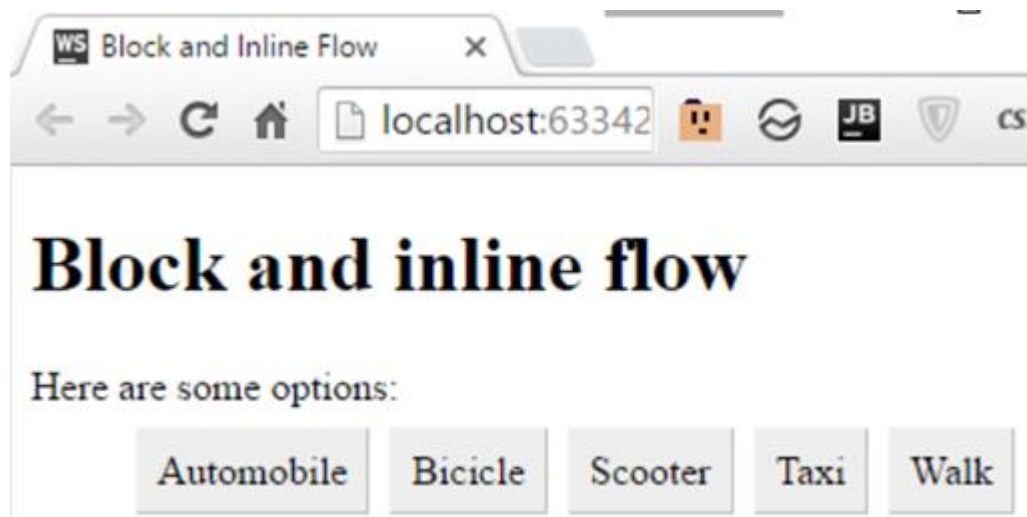 WS Block and Inline Flow
localhost:63342 JB cs
Block and inline flow
Here are some options:
Automobile Bicicle Scooter Taxi Walk